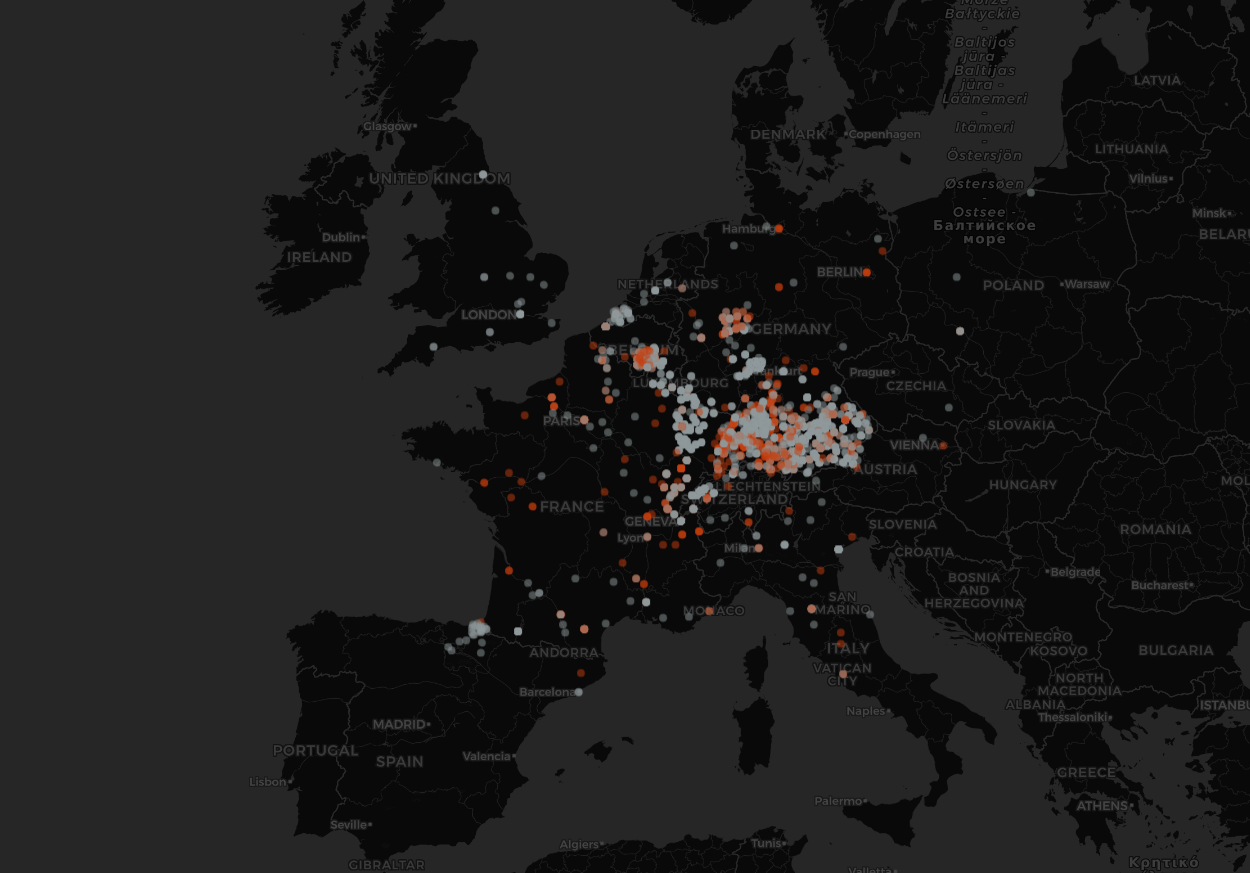 Morze
Bałtyckie
-
Baltijos
jūra -
Baltijas
jūra -
Läänemeri
-
Itämeri
-
Östersjön
-
Østersøen
-
Ostsee -
Балтийское
море
LATVIA
Glasgow
DENMARK
Copenhagen
LITHUANIA
UNITED KINGDOM
Vilnius
Minsk
BELARU
Hamburg
Dublin
IRELAND
BERLIN
NETHERLANDS
POLAND
Warsaw
LONDON
GERMANY
PARIS
Prague
CZECHIA
SLOVAKIA
VIENNA
AUSTRIA
LIECHTENSTEIN
SWITZERLAND
HUNGARY
MOL
FRANCE
GENEVA
SLOVENIA
ROMANIA
Lyon
Milan
CROATIA
Belgrade
BOSNIA
AND
HERZEGOVINA
Bucharest
SAN
MARINO
MONACO
MONTENEGRO
KOSOVO
BULGARIA
ITALY
ANDORRA
VATICAN
CITY
NORTH
MACEDONIA
Barcelona
ALBANIA
ISTANBU
Naples
Thessaloniki
MADRID
PORTUGAL
SPAIN
Valencia
GREECE
Lisbon
Palermo
ATHENS
Seville
Algiers
Tunis
GIBRALTAR
Κρητικό
Valletta